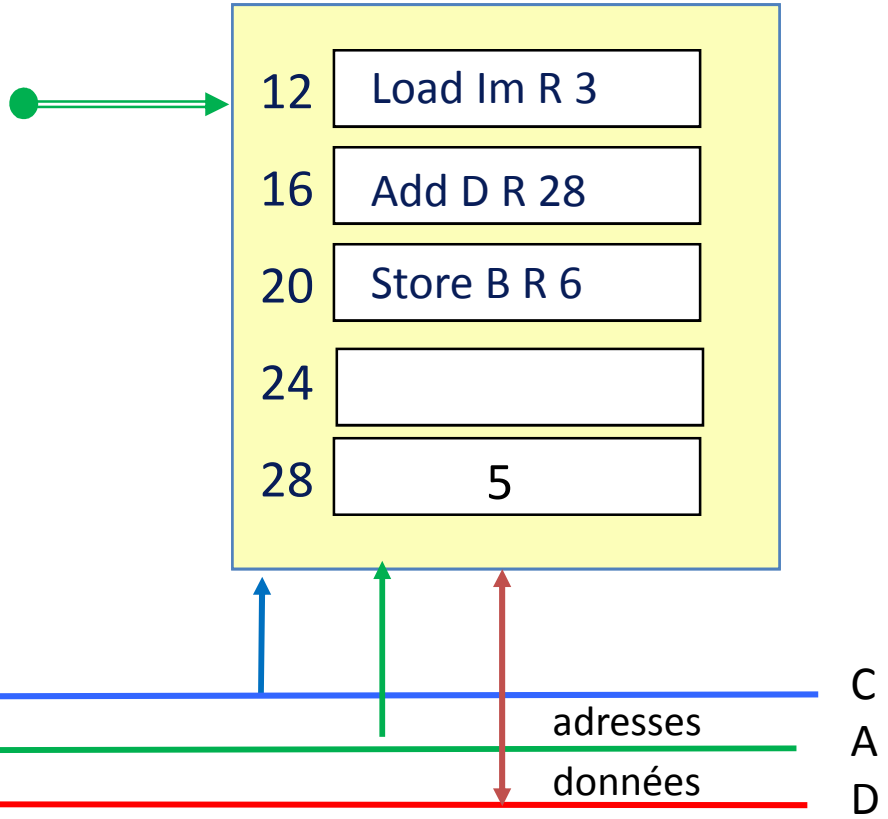 12 Load Im R 3
16 Add D R 28
20 Store B R 6
24
28 5
C
adresses
A
données
D